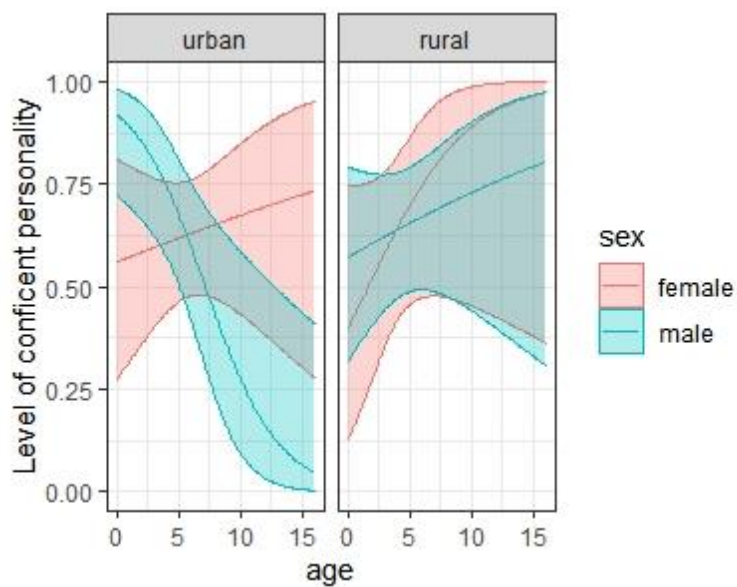 urban rural
Level of conficent personality
1.00
0.75
0.50
0.25
0.00
0 5 10 15 0 5 10 15
age
sex
female
male